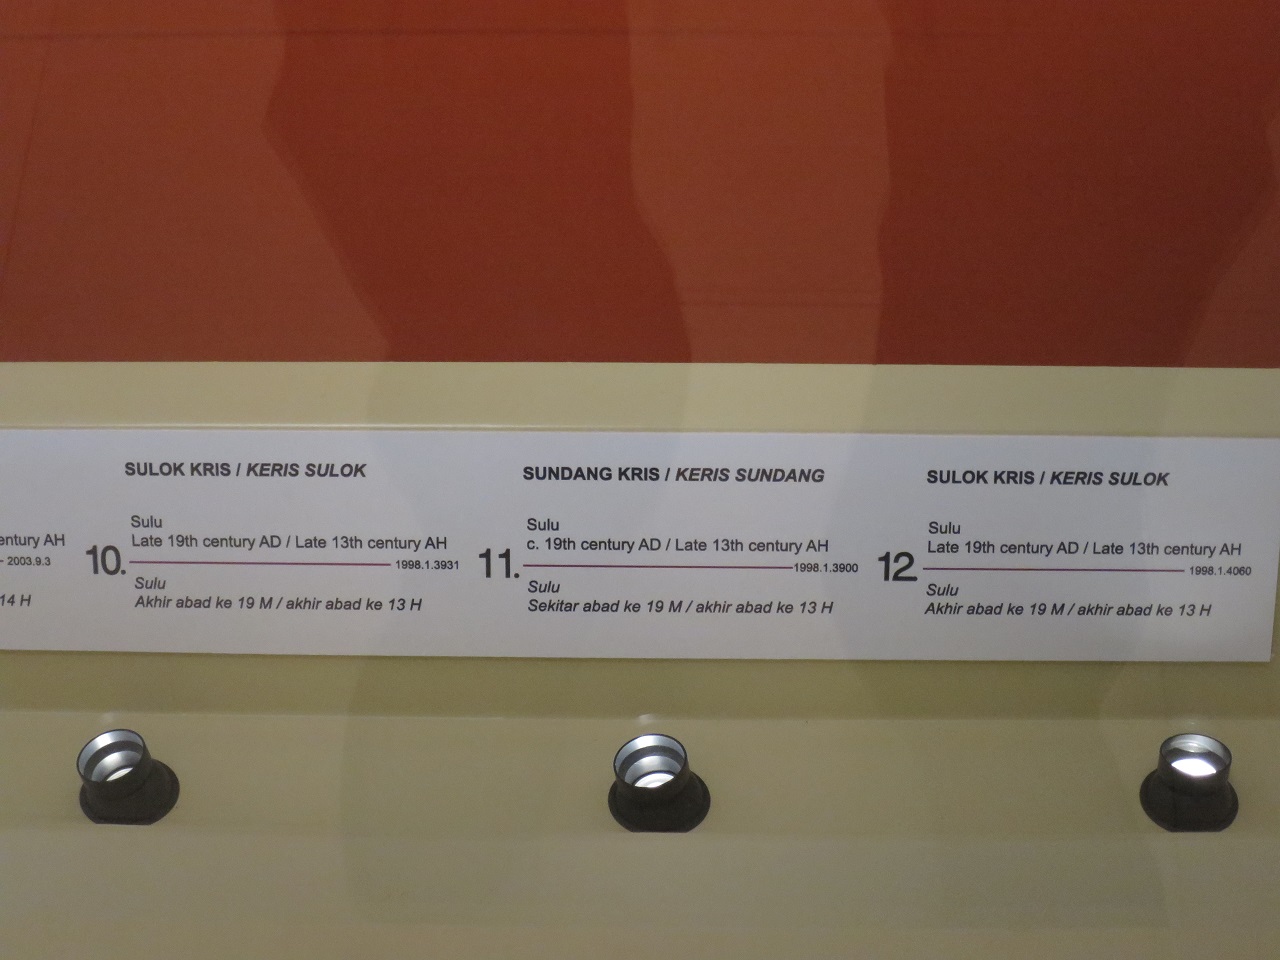 entury AH
2003.9.3
14 H
SULOK KRIS / KERIS SULOK
Sulu
Late 19th century AD / Late 13th century AH
10.
1998.1.3931
Sulu
Akhir abad ke 19 M / akhir abad ke 13 H
SUNDANG KRIS / KERIS SUNDANG
Sulu
c. 19th century AD / Late 13th century AH
11.
1998.1.3900
Sulu
Sekitar abad ke 19 M / akhir abad ke 13 H
SULOK KRIS / KERIS SULOK
Sulu
Late 19th century AD / Late 13th century AH
12
1998.1.4060
Sulu
Akhir abad ke 19 M / akhir abad ke 13 H